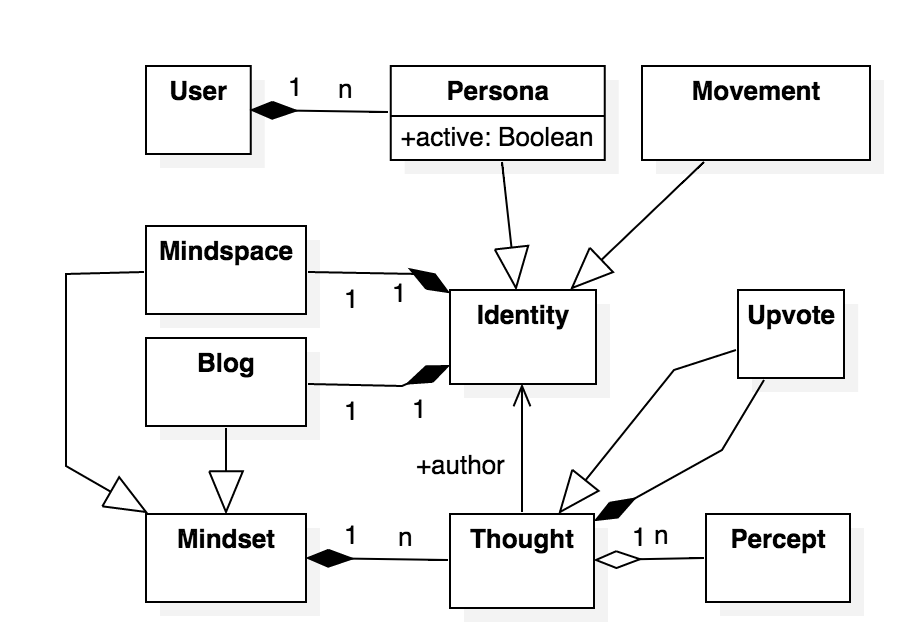 User
1
n
Persona
+active: Boolean
Movement
Mindspace
1
1
Identity
Upvote
Blog
1
1
+author
Mindset
1
n
Thought
1
n
Percept